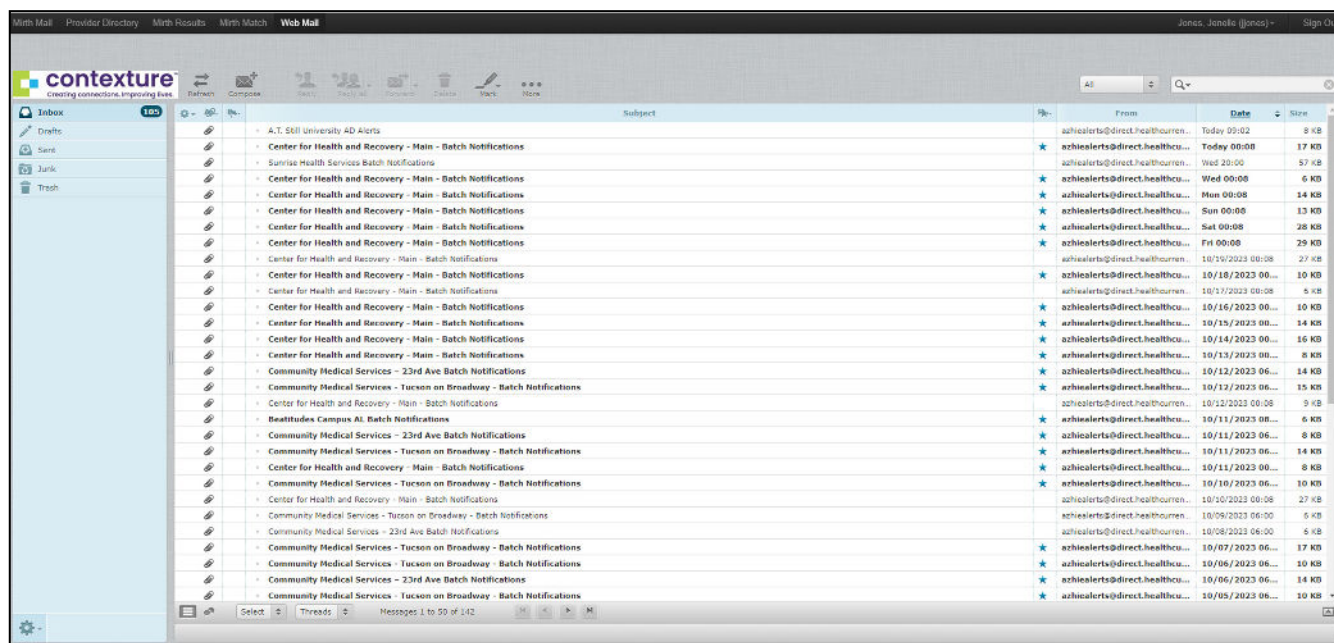 Mirth Mail Provider Directory Mirth Results Mirth Match Web Mail Jones, Jenelle (jjones) Sign Ou
contexture
Creating connections. Improving lives.
Refresh Compose Reply Reply all Forward Delete Mark More All
Inbox 105
Drafts
Sent
Junk
Trash
Subject From Date Size
A.T. Still University AD Alerts azhiealerts@direct.healthcurren... Today 09:02 8 KB
Center for Health and Recovery - Main - Batch Notifications azhiealerts@direct.healthcu... Today 00:08 17 KB
Sunrise Health Services Batch Notifications azhiealerts@direct.healthcurren... Wed 20:00 57 KB
Center for Health and Recovery - Main - Batch Notifications azhiealerts@direct.healthcu... Wed 00:08 6 KB
Center for Health and Recovery - Main - Batch Notifications azhiealerts@direct.healthcu... Mon 00:08 14 KB
Center for Health and Recovery - Main - Batch Notifications azhiealerts@direct.healthcu... Sun 00:08 13 KB
Center for Health and Recovery - Main - Batch Notifications azhiealerts@direct.healthcu... Sat 00:08 28 KB
Center for Health and Recovery - Main - Batch Notifications azhiealerts@direct.healthcu... Fri 00:08 29 KB
Center for Health and Recovery - Main - Batch Notifications azhiealerts@direct.healthcurren... 10/19/2023 00:08 27 KB
Center for Health and Recovery - Main - Batch Notifications azhiealerts@direct.healthcu... 10/18/2023 00... 10 KB
Center for Health and Recovery - Main - Batch Notifications azhiealerts@direct.healthcurren... 10/17/2023 00:08 6 KB
Center for Health and Recovery - Main - Batch Notifications azhiealerts@direct.healthcu... 10/16/2023 00... 10 KB
Center for Health and Recovery - Main - Batch Notifications azhiealerts@direct.healthcu... 10/15/2023 00... 14 KB
Center for Health and Recovery - Main - Batch Notifications azhiealerts@direct.healthcu... 10/14/2023 00... 16 KB
Center for Health and Recovery - Main - Batch Notifications azhiealerts@direct.healthcu... 10/13/2023 00... 8 KB
Community Medical Services – 23rd Ave Batch Notifications azhiealerts@direct.healthcu... 10/12/2023 06... 14 KB
Community Medical Services - Tucson on Broadway - Batch Notifications azhiealerts@direct.healthcu... 10/12/2023 06... 15 KB
Center for Health and Recovery - Main - Batch Notifications azhiealerts@direct.healthcurren... 10/12/2023 00:08 9 KB
Beatitudes Campus AL Batch Notifications azhiealerts@direct.healthcu... 10/11/2023 08... 6 KB
Community Medical Services – 23rd Ave Batch Notifications azhiealerts@direct.healthcu... 10/11/2023 06... 8 KB
Community Medical Services - Tucson on Broadway - Batch Notifications azhiealerts@direct.healthcu... 10/11/2023 06... 14 KB
Center for Health and Recovery - Main - Batch Notifications azhiealerts@direct.healthcu... 10/11/2023 00... 8 KB
Community Medical Services - Tucson on Broadway - Batch Notifications azhiealerts@direct.healthcu... 10/10/2023 06... 10 KB
Center for Health and Recovery - Main - Batch Notifications azhiealerts@direct.healthcurren... 10/10/2023 00:08 27 KB
Community Medical Services - Tucson on Broadway - Batch Notifications azhiealerts@direct.healthcurren... 10/09/2023 06:00 6 KB
Community Medical Services – 23rd Ave Batch Notifications azhiealerts@direct.healthcurren... 10/08/2023 06:00 6 KB
Community Medical Services - Tucson on Broadway - Batch Notifications azhiealerts@direct.healthcu... 10/07/2023 06... 17 KB
Community Medical Services - Tucson on Broadway - Batch Notifications azhiealerts@direct.healthcu... 10/06/2023 06... 10 KB
Community Medical Services – 23rd Ave Batch Notifications azhiealerts@direct.healthcu... 10/06/2023 06... 14 KB
Community Medical Services - Tucson on Broadway - Batch Notifications azhiealerts@direct.healthcu... 10/05/2023 06... 10 KB
Select Threads Messages 1 to 50 of 142